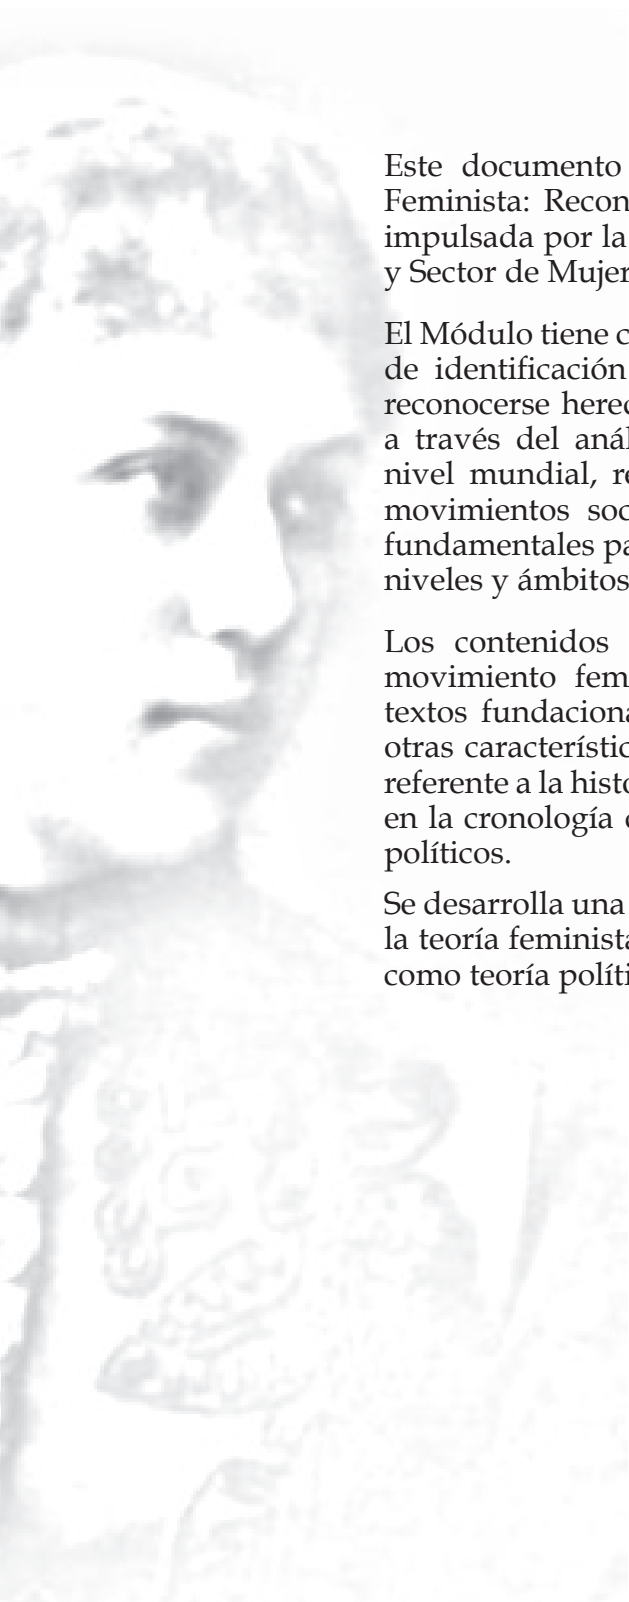 Este documento
Feminista: Recon
impulsada por la
y Sector de Mujer
El Módulo tiene c
de identificación
reconocerse hered
a través del anál
nivel mundial, re
movimientos soc
fundamentales pa
niveles y ámbitos
Los contenidos
movimiento fem
textos fundaciona
otras característic
referente a la histo
en la cronología
políticos.
Se desarrolla una
la teoría feminista
como teoría políti